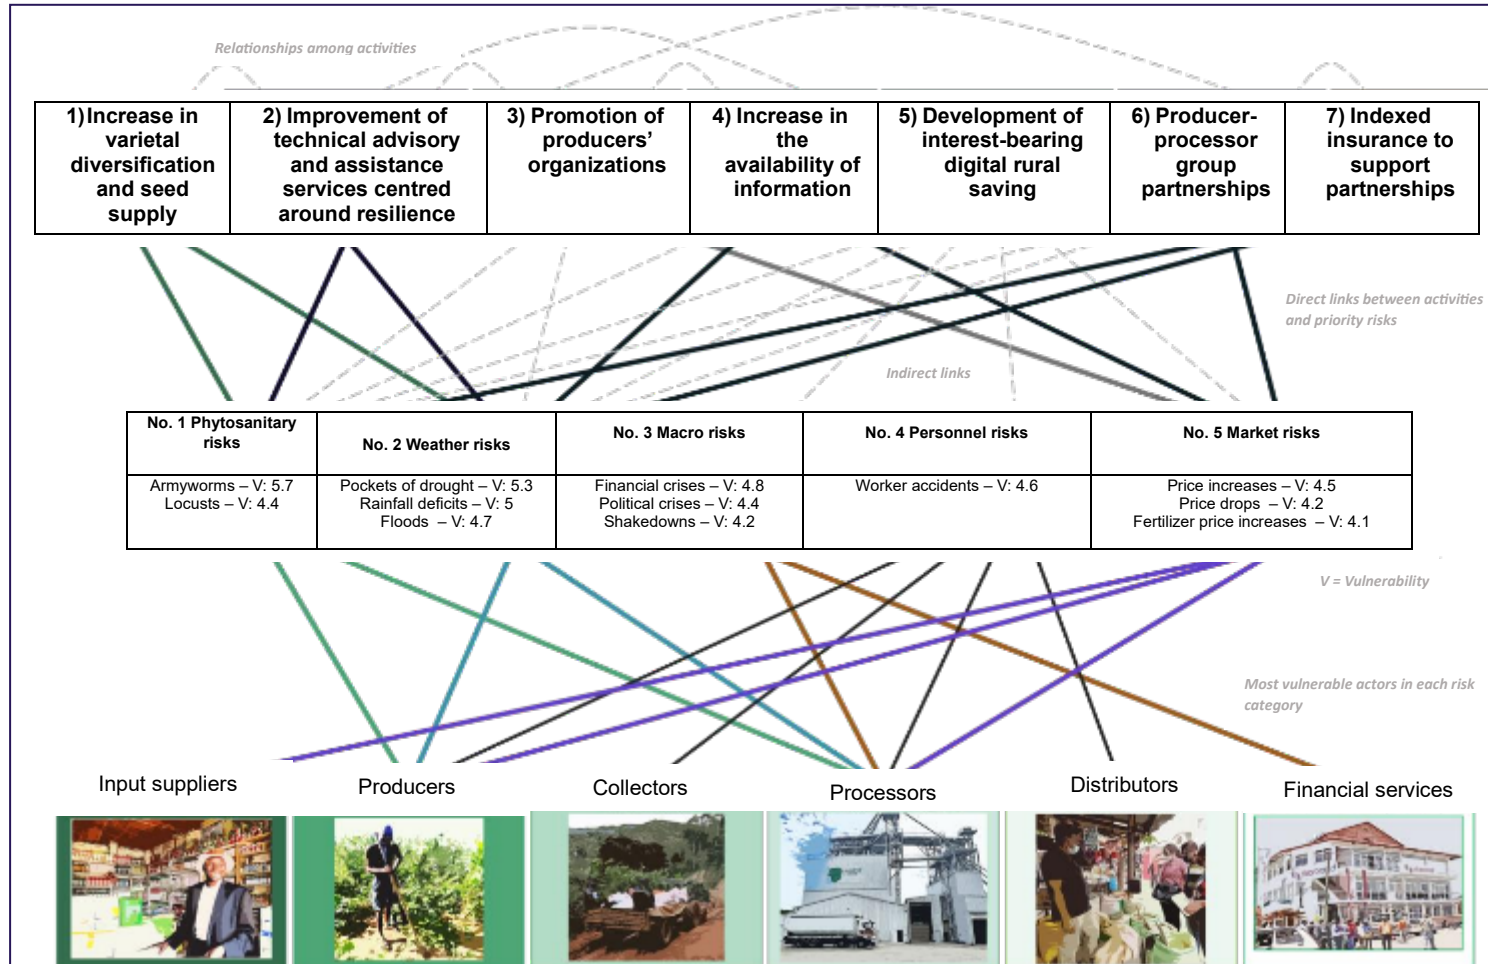 Relationships among activities
1) Increase in
varietal
diversification
and seed
supply
2) Improvement of
technical advisory
and assistance
services centred
around resilience
3) Promotion of
producers’
organizations
4) Increase in
the
availability of
information
5) Development of
interest-bearing
digital rural
saving
6) Producer-
processor
group
partnerships
7) Indexed
insurance to
support
partnerships
Direct links between activities
and priority risks
Indirect links
No. 1 Phytosanitary
risks
No. 2 Weather risks
No. 3 Macro risks
No. 4 Personnel risks
No. 5 Market risks
Armyworms – V: 5.7
Locusts – V: 4.4
Pockets of drought – V: 5.3
Rainfall deficits – V: 5
Floods – V: 4.7
Financial crises – V: 4.8
Political crises – V: 4.4
Shakedowns – V: 4.2
Worker accidents – V: 4.6
Price increases – V: 4.5
Price drops – V: 4.2
Fertilizer price increases – V: 4.1
V = Vulnerability
Most vulnerable actors in each risk
category
Input suppliers
Producers
Collectors
Processors
Distributors
Financial services